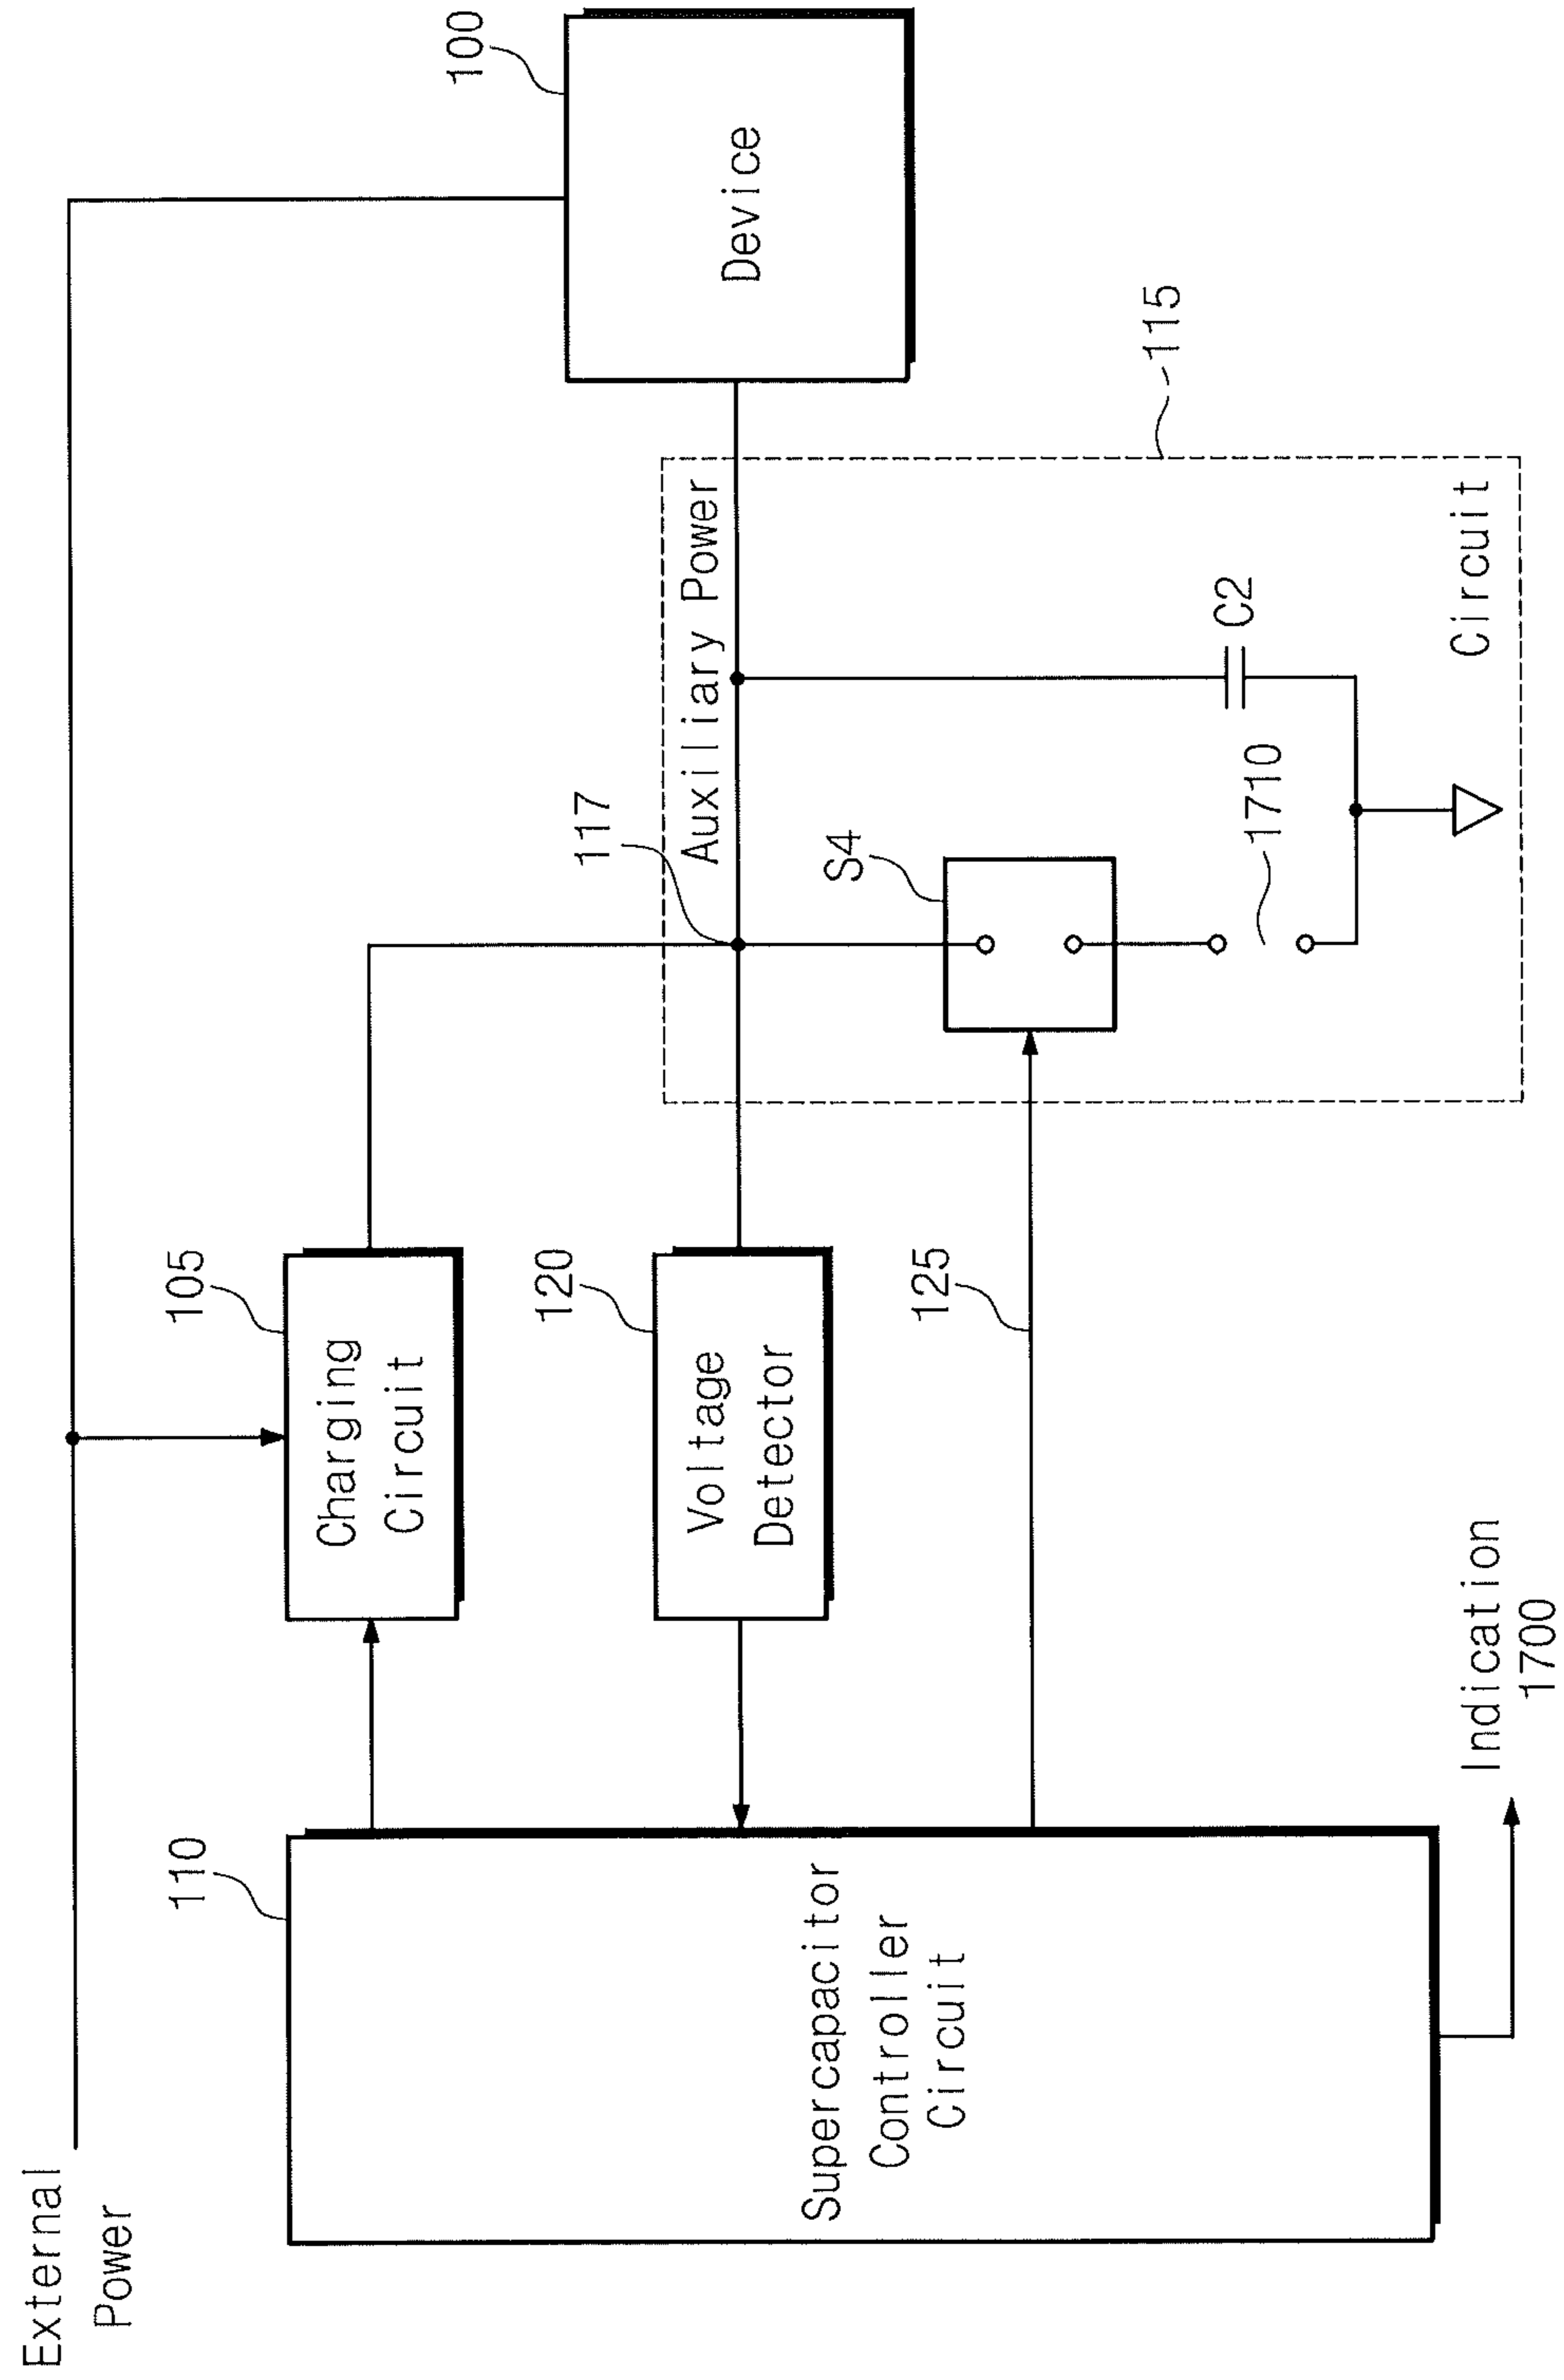 External
Power
110
Supercapacitor
Controller
Circuit
Indication
1700
105
Charging
Circuit
120
Voltage
Detector
125
117
Auxiliary Power
S4
1710
C2
Circuit
115
100
Device